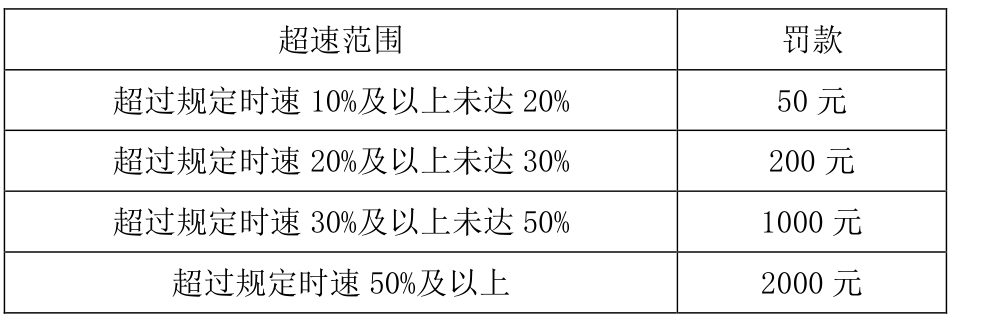 超速范围 罚款
超过规定时速 10%及以上未达 20% 50 元
超过规定时速 20%及以上未达 30% 200 元
超过规定时速 30%及以上未达 50% 1000 元
超过规定时速 50%及以上 2000 元